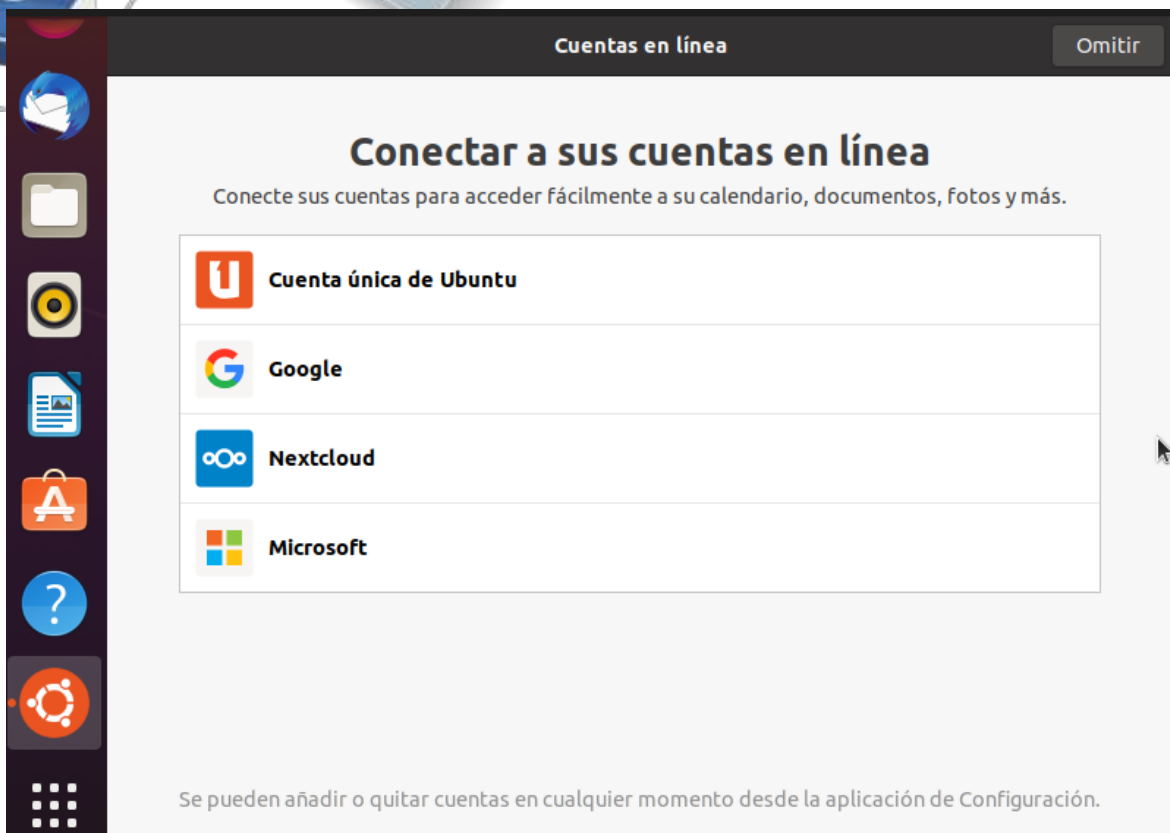 Cuentas en línea
Omitir
Conectar a sus cuentas en línea
Conecte sus cuentas para acceder fácilmente a su calendario, documentos, fotos y más.
Cuenta única de Ubuntu
Google
Nextcloud
Microsoft
Se pueden añadir o quitar cuentas en cualquier momento desde la aplicación de Configuración.